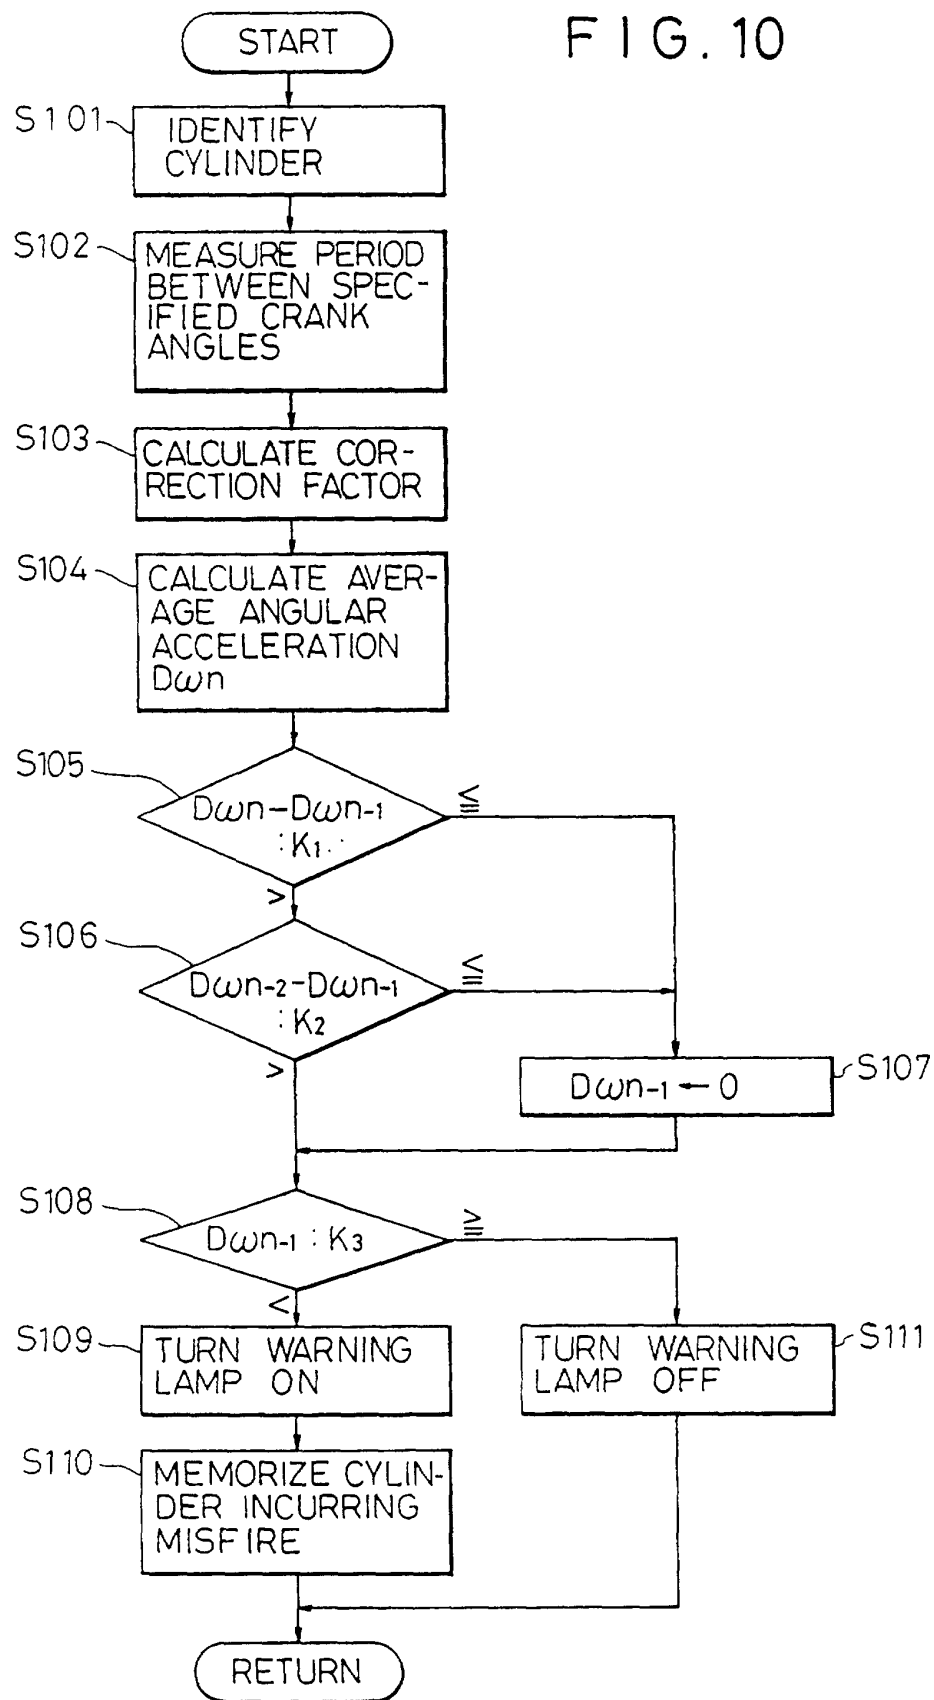 START
FIG. 10
S101
IDENTIFY
CYLINDER
S102
MEASURE PERIOD
BETWEEN SPEC-
IFIED CRANK
ANGLES
S103
CALCULATE COR-
RECTION FACTOR
S104
CALCULATE AVER-
AGE ANGULAR
ACCELERATION
Dωn
S105
Dωn-Dωn-1
:K1
≦
>
S106
Dωn-2-Dωn-1
:K2
≦
>
S107
Dωn-1 ← 0
S108
Dωn-1 : K3
≧
<
S109
TURN WARNING
LAMP ON
S111
TURN WARNING
LAMP OFF
S110
MEMORIZE CYLIN-
DER INCURRING
MISFIRE
RETURN